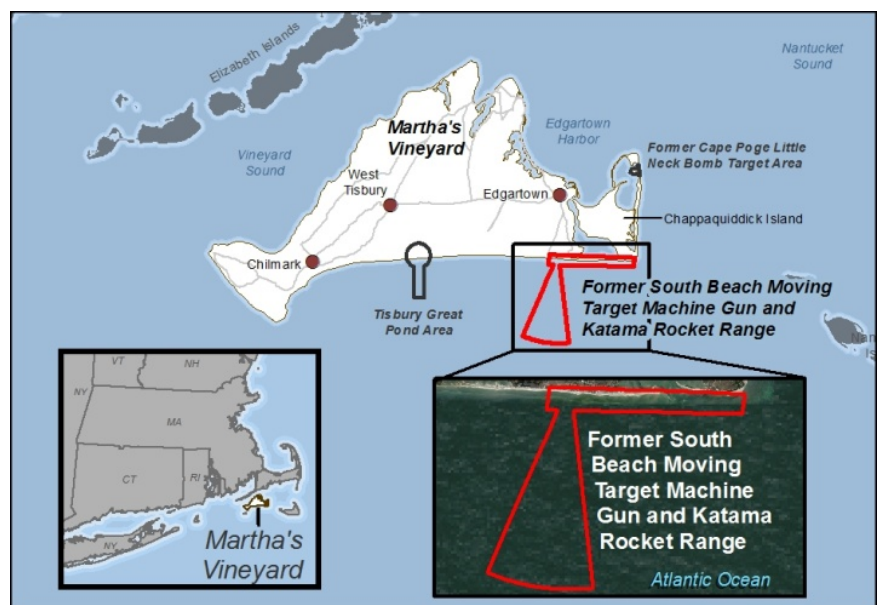 Elizabeth Islands
Nantucket
Sound
Martha's
Vineyard
Edgartown
Harbor
Former Cape Poge Little
Neck Bomb Target Area
Vineyard
Sound
West
Tisbury
Edgartown
Chappaquiddick Island
Chilmark
Tisbury Great
Pond Area
Former South Beach Moving
Target Machine Gun and
Katama Rocket Range
VT
NH
NY
MA
CT
RI
NY
Martha's
Vineyard
Former South
Beach Moving
Target Machine
Gun and Katama
Rocket Range
Atlantic Ocean